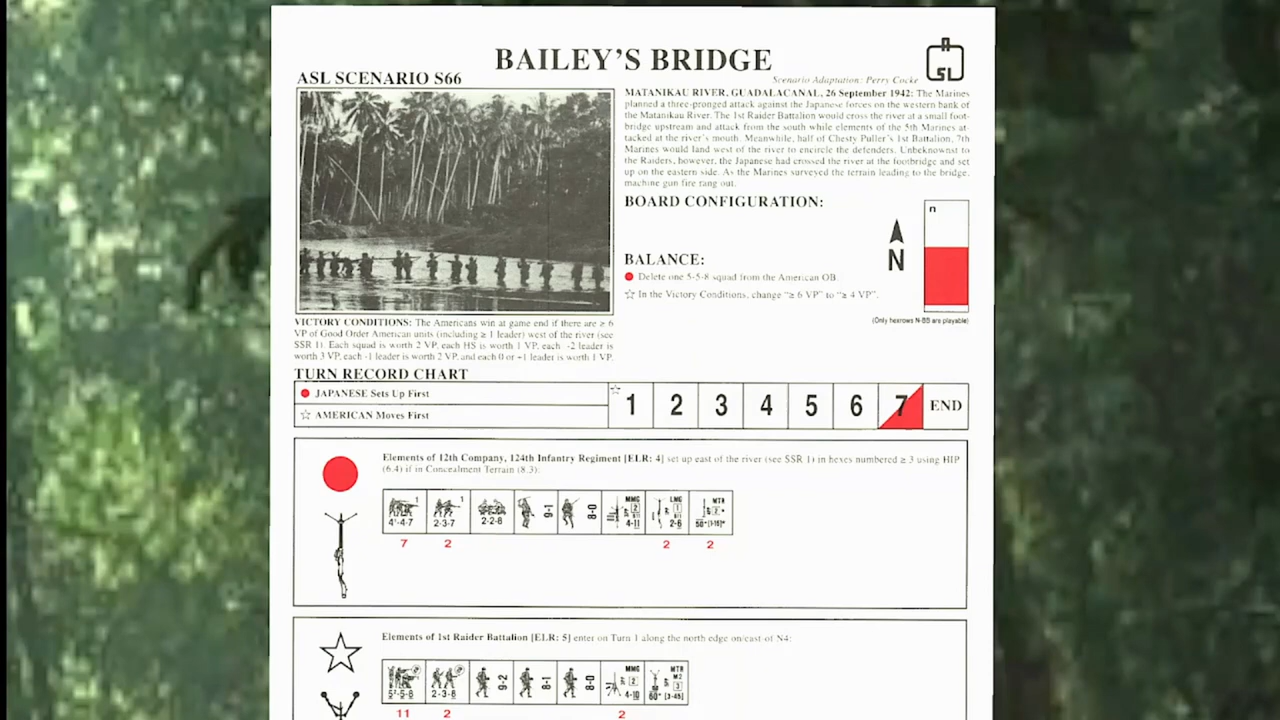 BAILEY'S BRIDGE
ASL SCENARIO S66
Scenario Adaptation: Perry Cocke
A
SL
MATANIKAU RIVER, GUADALACANAL, 26 September 1942: The Marines
planned a three-pronged attack against the Japanese forces on the western bank of
the Matanikau River. The 1st Raider Battalion would cross the river at a small foot-
bridge upstream and attack from the south while elements of the 5th Marines at-
tacked at the river's mouth. Meanwhile, half of Chesty Puller's 1st Battalion, 7th
Marines would land west of the river to encircle the defenders. Unbeknownst to
the Raiders, however, the Japanese had crossed the river at the footbridge and set
up on the eastern side. As the Marines surveyed the terrain leading to the bridge,
machine gun fire rang out.
BOARD CONFIGURATION:
n
N
BALANCE:
Delete one 5-5-8 squad from the American OB.
☆ In the Victory Conditions, change "≥ 6 VP" to "≥ 4 VP".
(Only hexrows N-BB are playable)
VICTORY CONDITIONS: The Americans win at game end if there are ≥ 6
VP of Good Order American units (including ≥ 1 leader) west of the river (see
SSR 1). Each squad is worth 2 VP, each HS is worth 1 VP, each -2 leader is
worth 3 VP, each -1 leader is worth 2 VP, and each 0 or +1 leader is worth 1 VP.
TURN RECORD CHART
JAPANESE Sets Up First
☆ AMERICAN Moves First
☆ 1 2 3 4 5 6 7 END
Elements of 12th Company, 124th Infantry Regiment [ELR: 4] set up east of the river (see SSR 1) in hexes numbered ≥ 3 using HIP
(6.4) if in Concealment Terrain (8.3):
1 1 MMG LMG MTR
9-1 8-0
4-4-7 2-3-7 2-2-8 4-11 2-6 50*
7 2 2 2
Elements of 1st Raider Battalion [ELR: 5] enter on Turn 1 along the north edge on/east of N4:
MMG MTR
M2
9-2 8-1 8-0
5-5-8 2-3-8 4-10 60* [3-45]
11 2 2